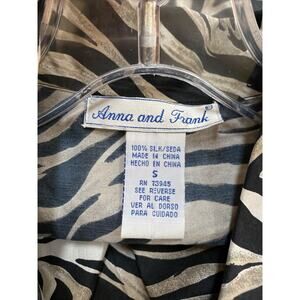 Anna and Frank®
100% SILK/SEDA
MADE IN CHINA
HECHO EN CHINA
S
RN 73945
SEE REVERSE
FOR CARE
VER AL DORSO
PARA CUIDADO